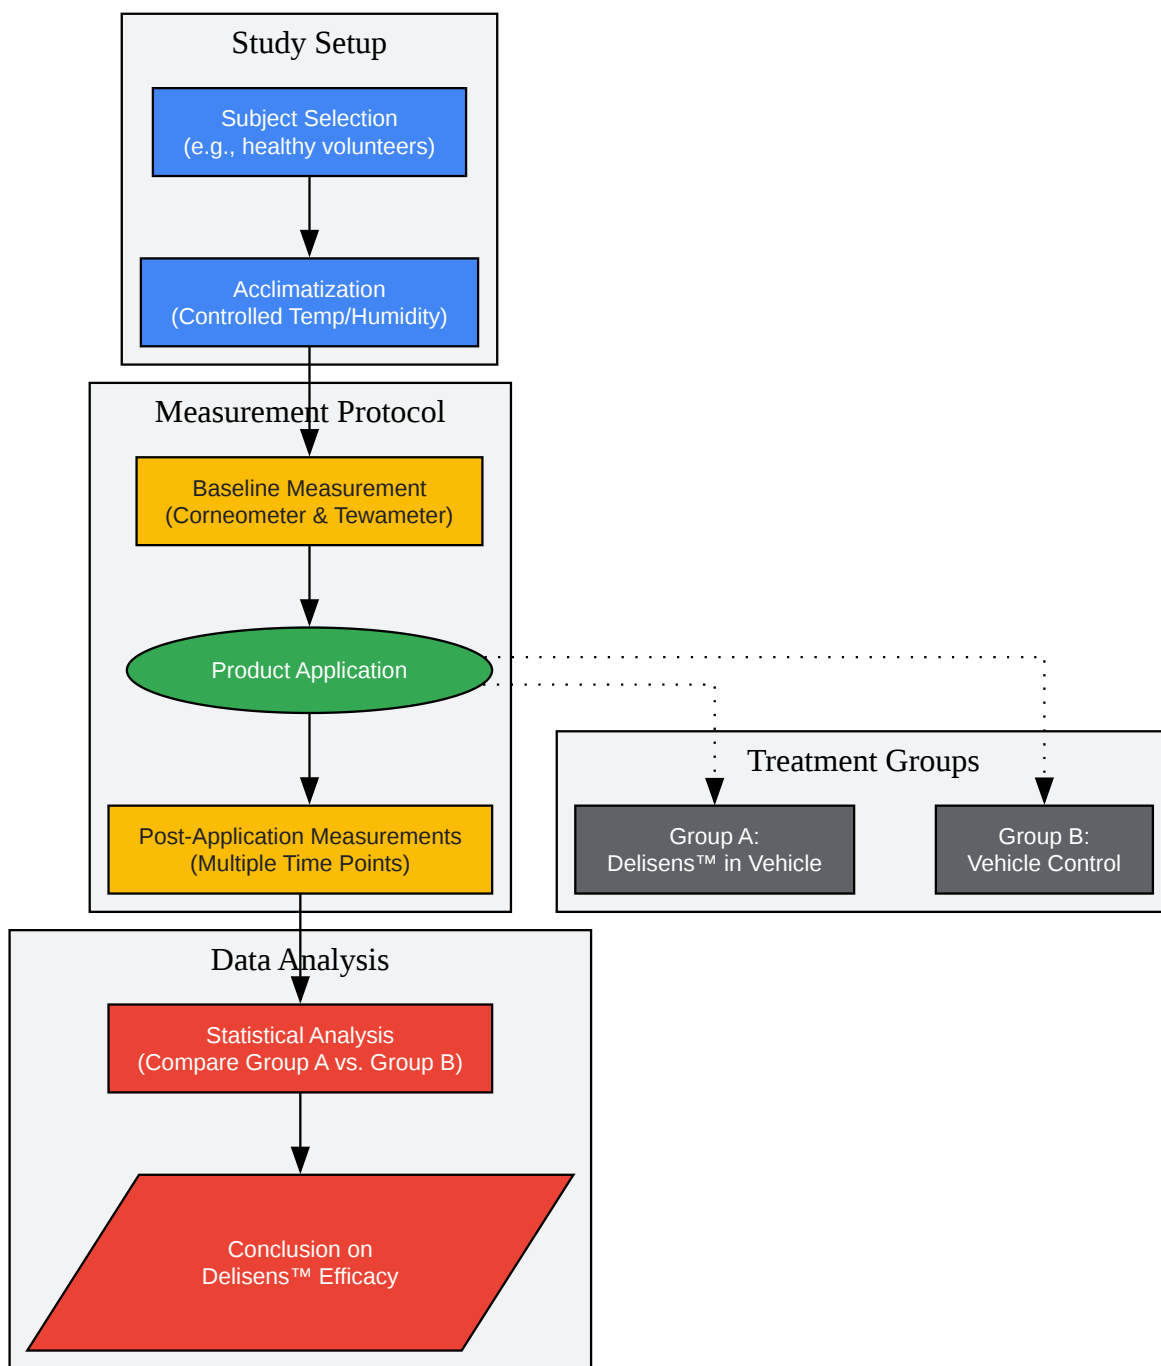 Study Setup
Subject Selection
(e.g., healthy volunteers)
Acclimatization
(Controlled Temp/Humidity)
Measurement Protocol
Baseline Measurement
(Corneometer & Tewameter)
Product Application
Post-Application Measurements
(Multiple Time Points)
Treatment Groups
Group A:
Delisens™ in Vehicle
Group B:
Vehicle Control
Data Analysis
Statistical Analysis
(Compare Group A vs. Group B)
Conclusion on
Delisens™ Efficacy